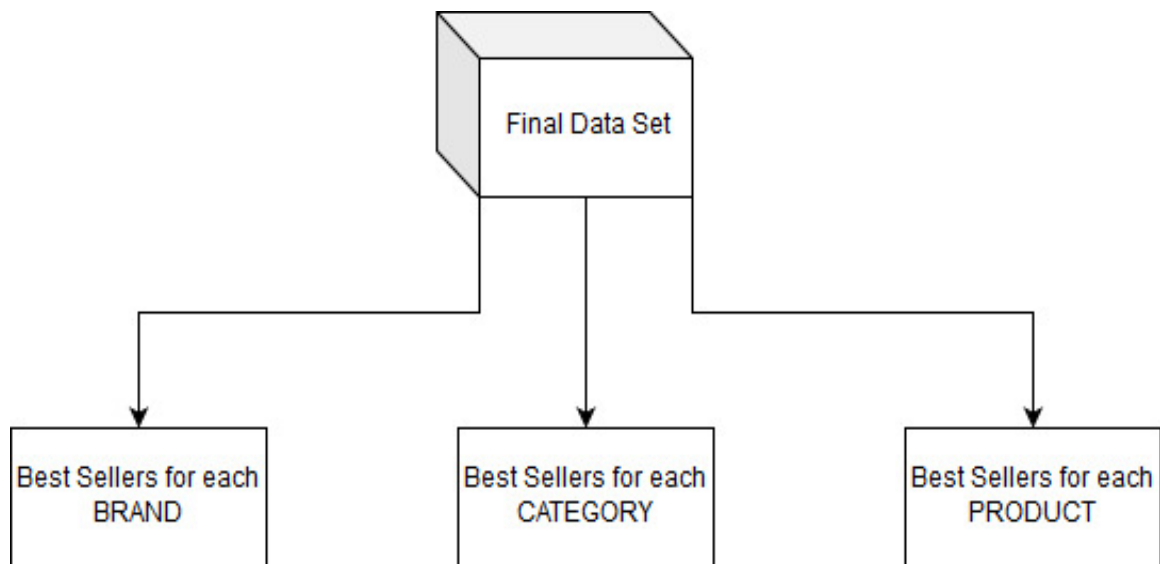 Final Data Set
Best Sellers for each
BRAND
Best Sellers for each
CATEGORY
Best Sellers for each
PRODUCT